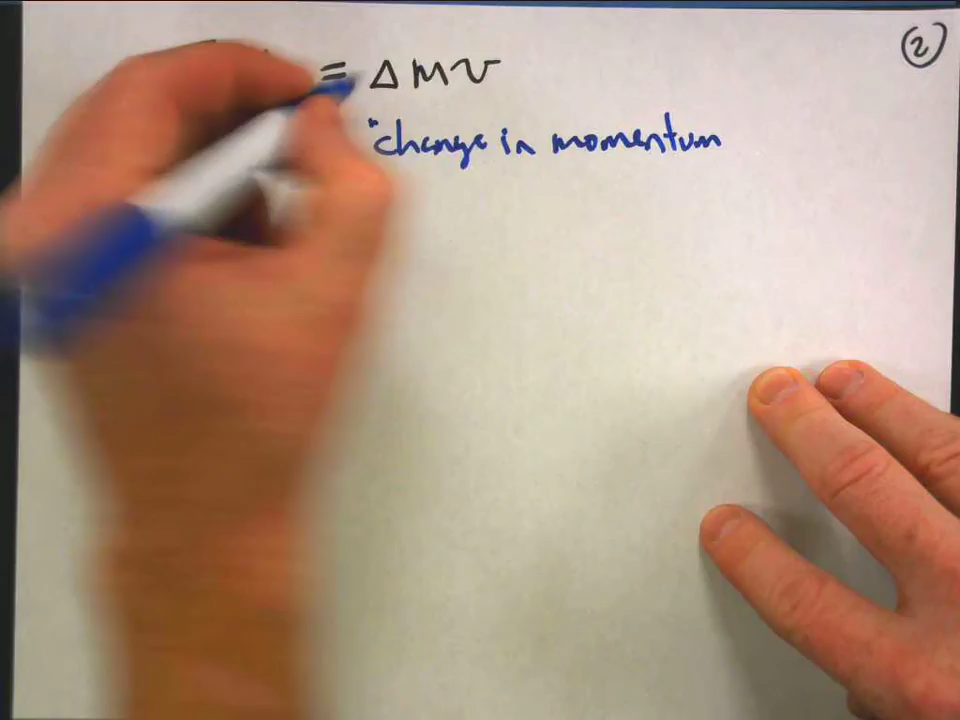 ②
= Δmv
"change in momentum